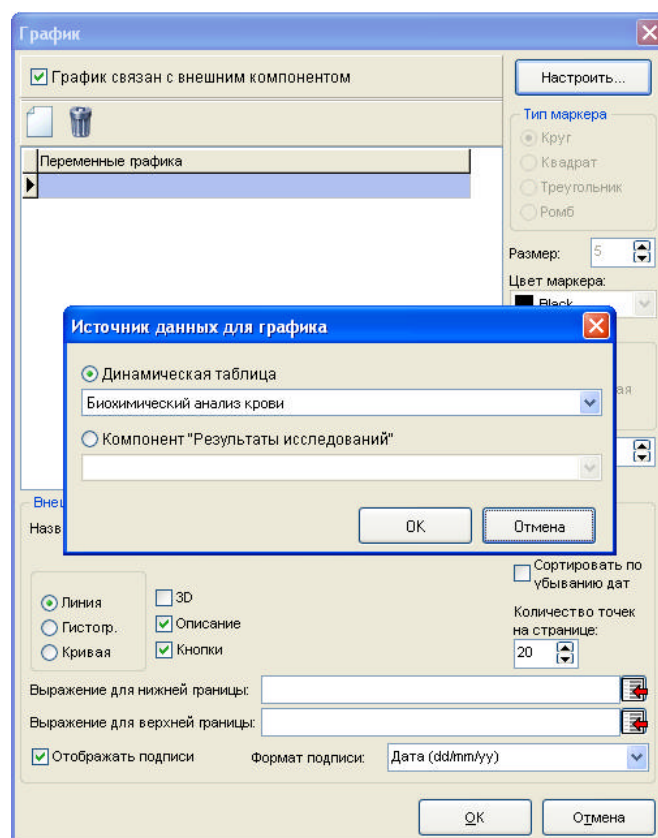 График
График связан с внешним компонентом
Настроить...
Переменные графика
Тип маркера
Круг
Квадрат
Треугольник
Ромб
Размер:
5
Цвет маркера:
Black
Источник данных для графика
Динамическая таблица
Биохимический анализ крови
Компонент "Результаты исследований"
OK
Отмена
Линия
Гистогр.
Кривая
3D
Описание
Кнопки
Сортировать по
убыванию дат
Количество точек
на странице:
20
Выражение для нижней границы:
Выражение для верхней границы:
Отображать подписи
Формат подписи:
Дата (dd/mm/yy)
OK
Отмена